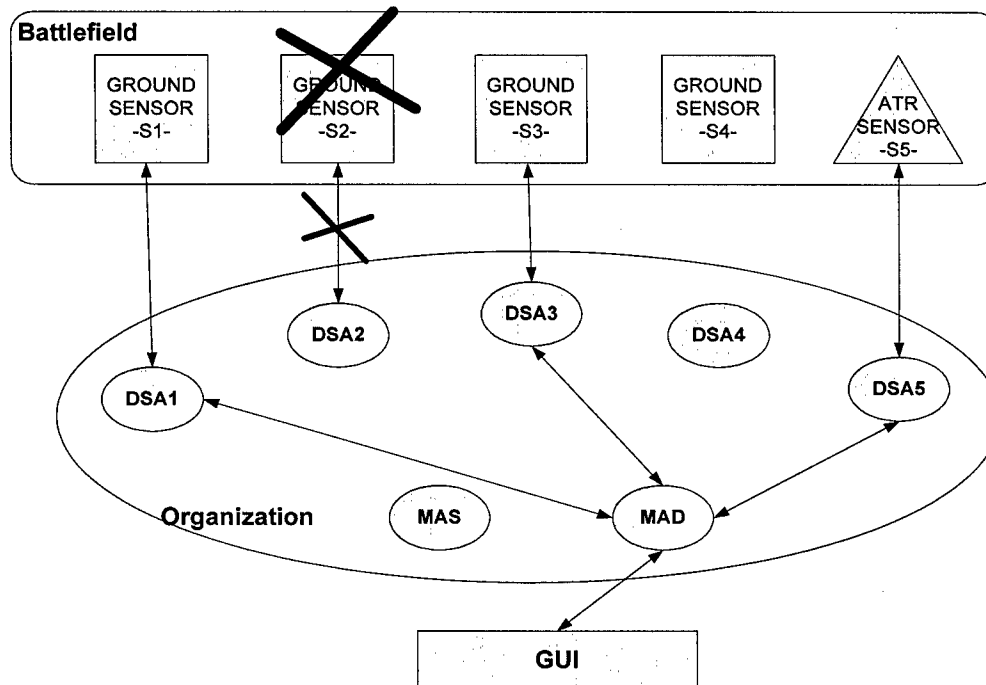 Battlefield
GROUND
SENSOR
-S1-
GROUND
SENSOR
-S2-
GROUND
SENSOR
-S3-
GROUND
SENSOR
-S4-
ATR
SENSOR
-S5-
DSA1
DSA2
DSA3
DSA4
DSA5
Organization
MAS
MAD
GUI